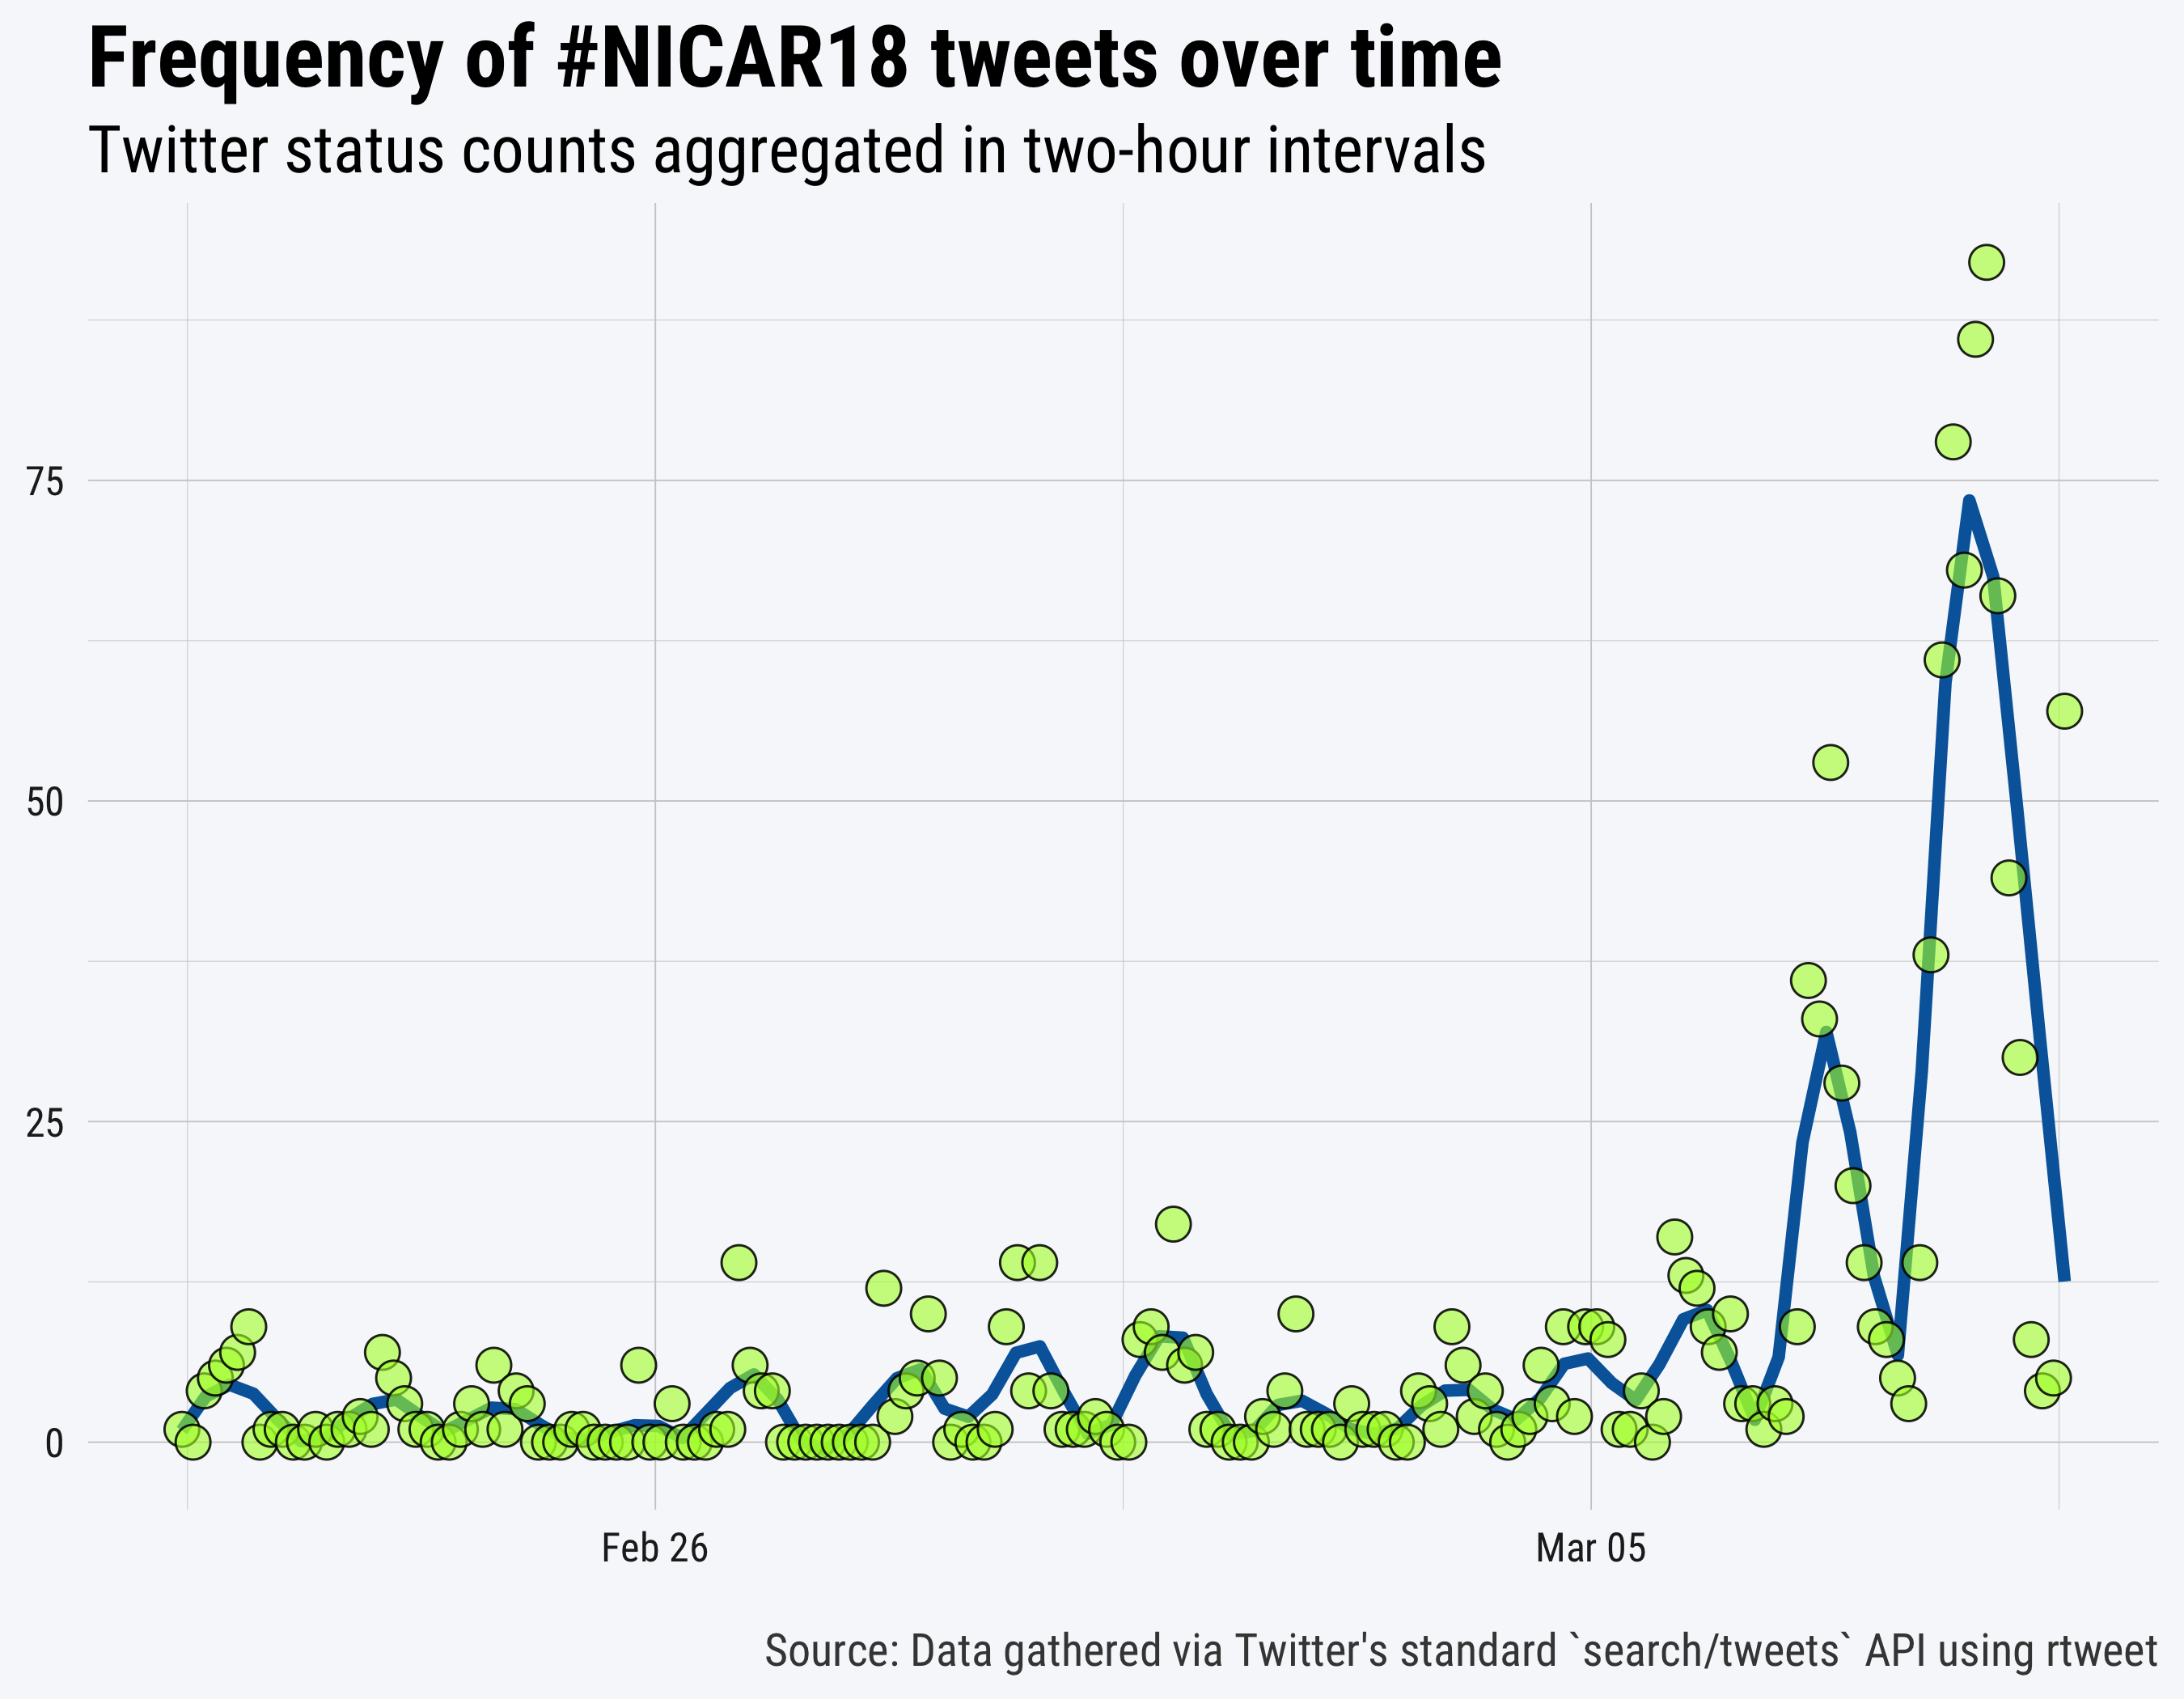 Frequency of #NICAR18 tweets over time
Twitter status counts aggregated in two-hour intervals
75
50
25
0
Feb 26
Mar 05
Source: Data gathered via Twitter's standard `search/tweets` API using rtweet